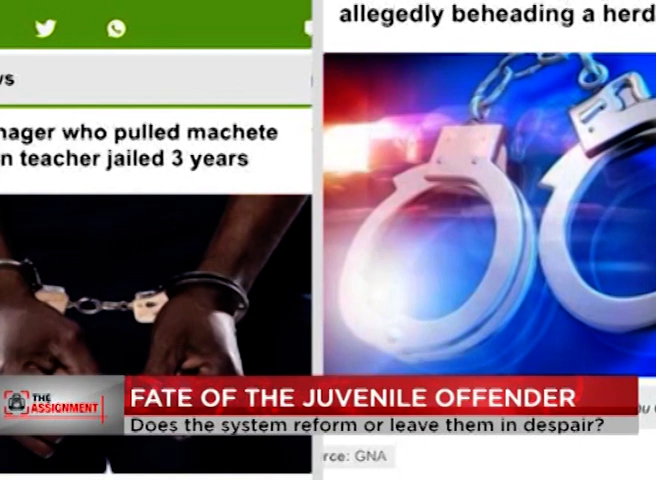 allegedly beheading a herd
nager who pulled machete
n teacher jailed 3 years
THE
ASSIGNMENT
FATE OF THE JUVENILE OFFENDER
Does the system reform or leave them in despair?
rce: GNA